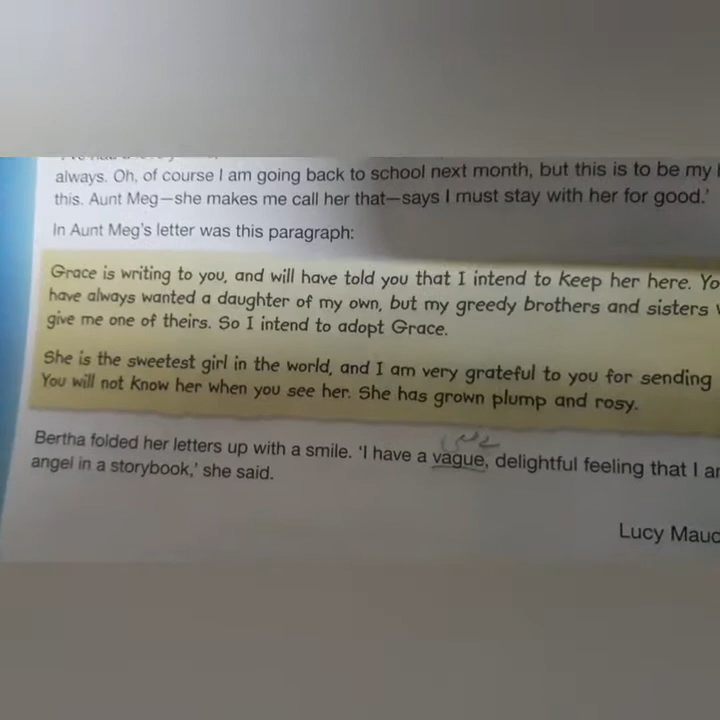 always. Oh, of course I am going back to school next month, but this is to be my
this. Aunt Meg—she makes me call her that—says I must stay with her for good.'
In Aunt Meg's letter was this paragraph:
Grace is writing to you, and will have told you that I intend to keep her here. Yo
have always wanted a daughter of my own, but my greedy brothers and sisters
give me one of theirs. So I intend to adopt Grace.
She is the sweetest girl in the world, and I am very grateful to you for sending
You will not know her when you see her. She has grown plump and rosy.
Bertha folded her letters up with a smile. 'I have a vague, delightful feeling that I a
angel in a storybook,' she said.
Lucy Maud